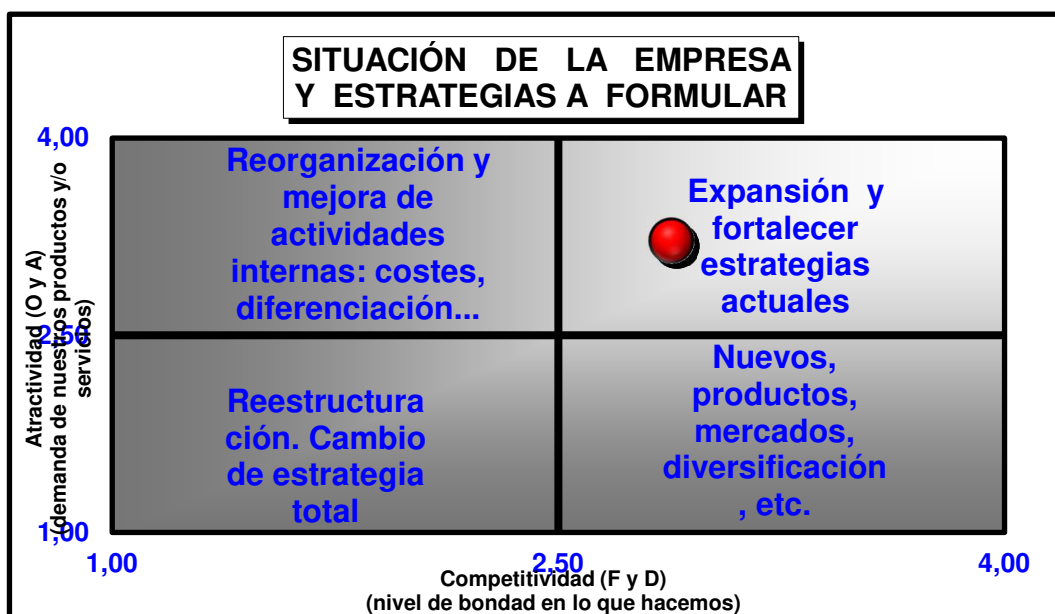 SITUACIÓN DE LA EMPRESA
Y ESTRATEGIAS A FORMULAR
4,00
Reorganización y
mejora de
actividades
internas: costes,
diferenciación...
Expansión y
fortalecer
estrategias
actuales
Atractividad (O y A)
(demanda de nuestros productos y/o
servicios)
2,50
Reestructura
ción. Cambio
de estrategia
total
Nuevos,
productos,
mercados,
diversificación
, etc.
1,00
1,00
2,50
4,00
Competitividad (F y D)
(nivel de bondad en lo que hacemos)